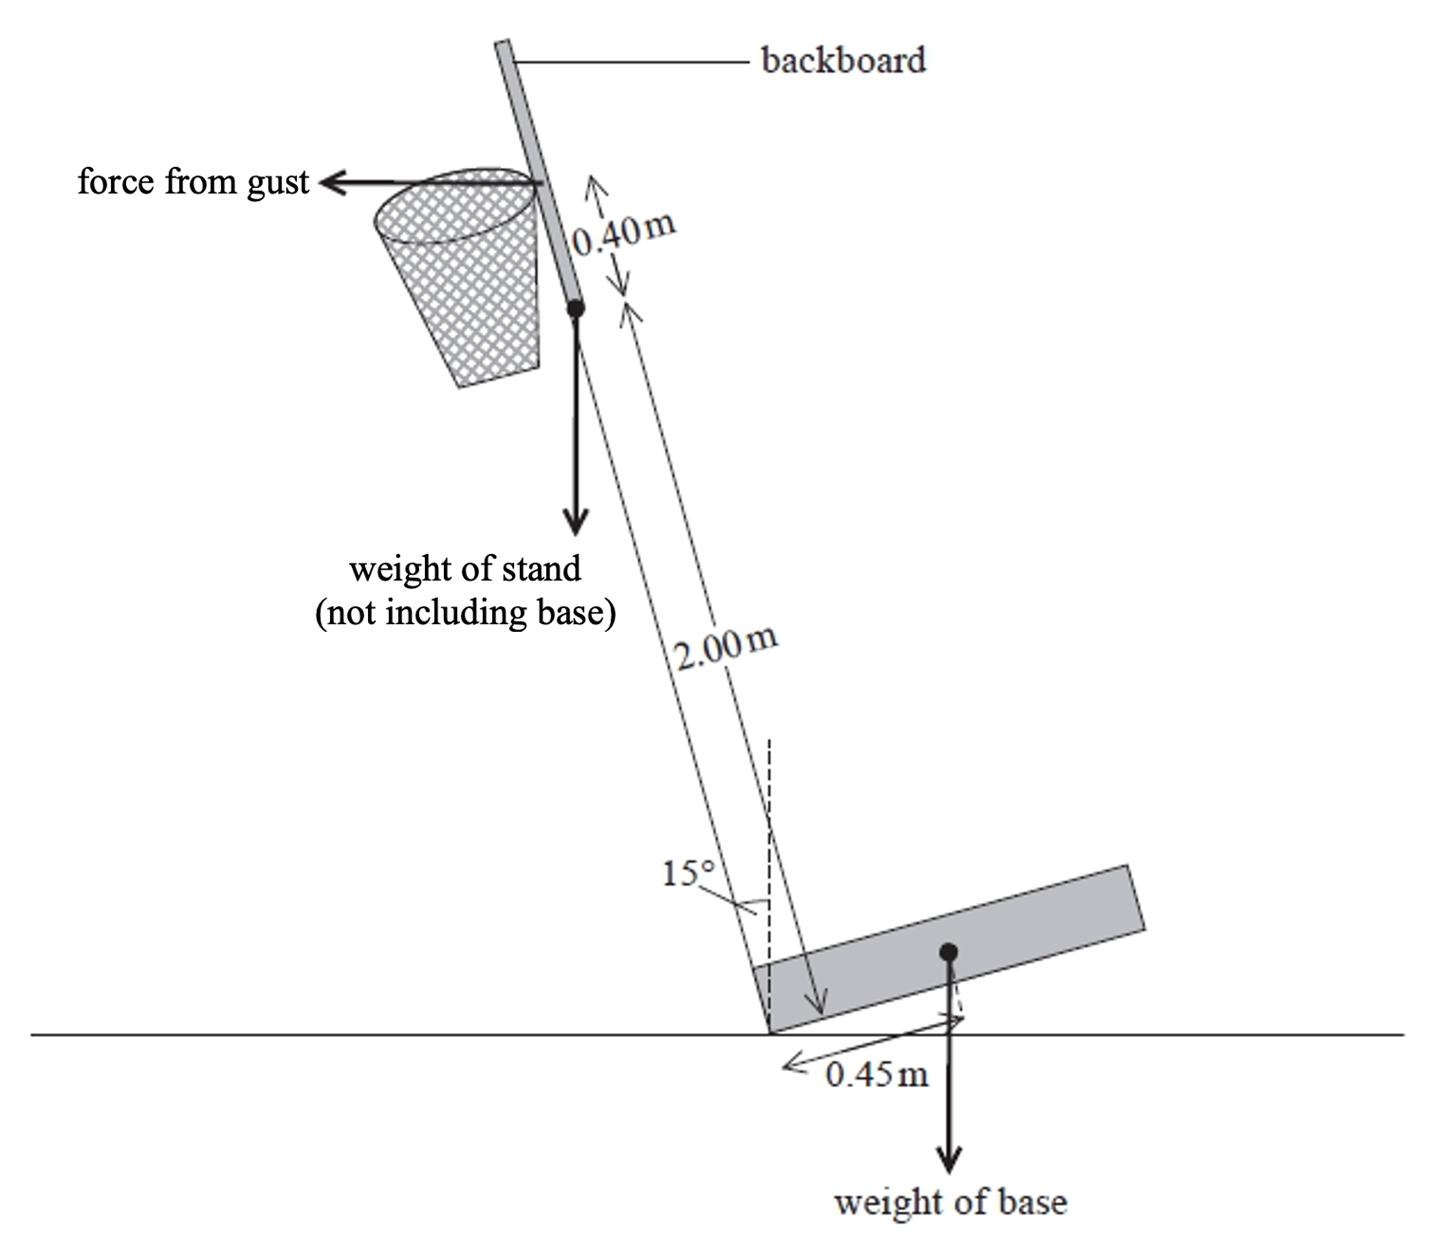 backboard
force from gust
0.40 m
weight of stand
(not including base)
2.00 m
15°
0.45 m
weight of base